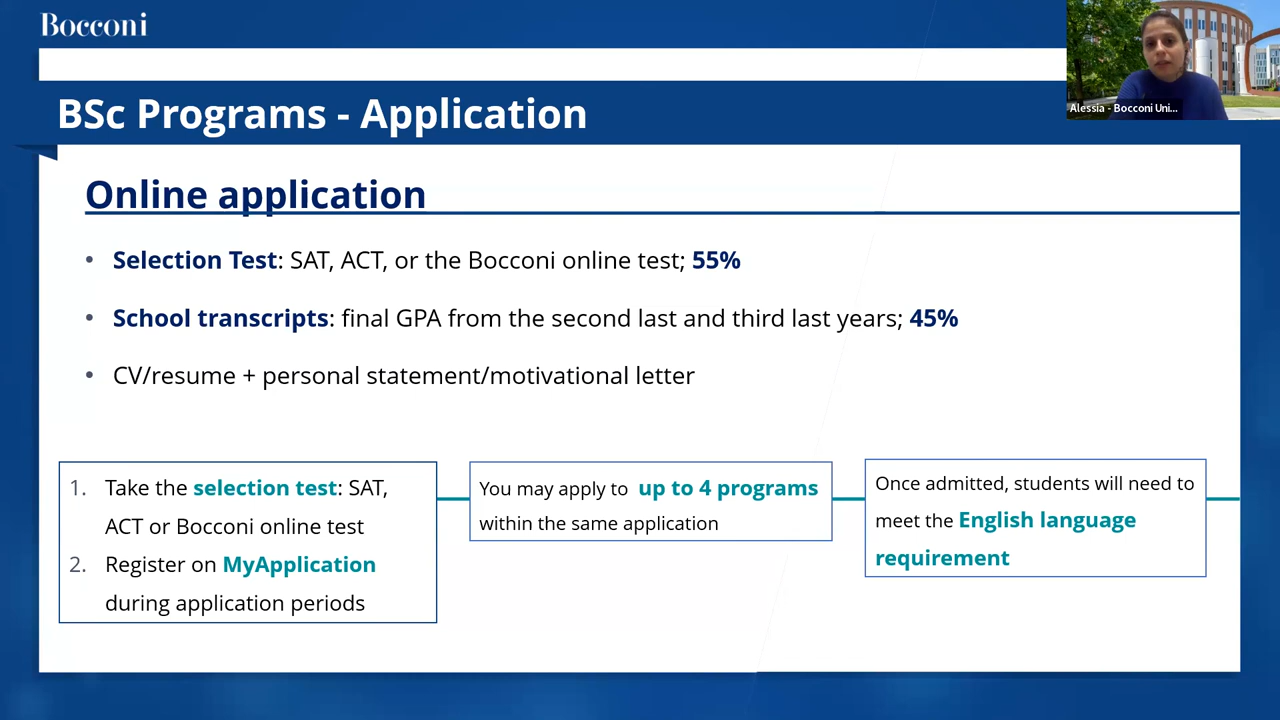 Bocconi
Alessia - Bocconi Uni...
BSc Programs - Application
Online application
• Selection Test: SAT, ACT, or the Bocconi online test; 55%
• School transcripts: final GPA from the second last and third last years; 45%
• CV/resume + personal statement/motivational letter
1. Take the selection test: SAT,
ACT or Bocconi online test
2. Register on MyApplication
during application periods
You may apply to up to 4 programs
within the same application
Once admitted, students will need to
meet the English language
requirement